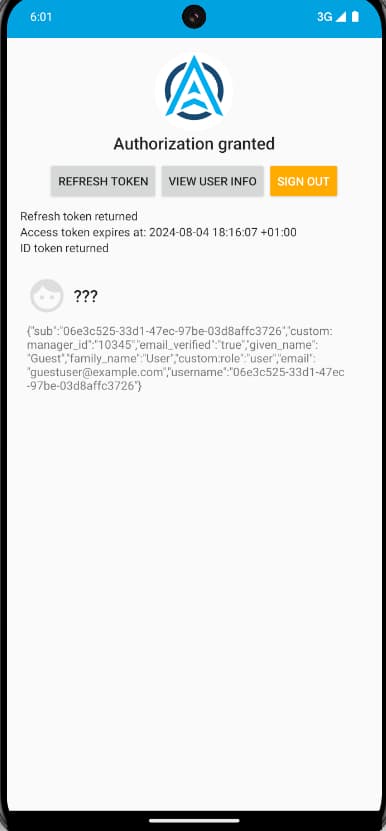 6:01
3G
Authorization granted
REFRESH TOKEN
VIEW USER INFO
SIGN OUT
Refresh token returned
Access token expires at: 2024-08-04 18:16:07 +01:00
ID token returned
???
{"sub":"06e3c525-33d1-47ec-97be-03d8affc3726","custom:
manager_id":"10345","email_verified":"true","given_name":
"Guest","family_name":"User","custom:role":"user","email":
"guestuser@example.com","username":"06e3c525-33d1-47ec
-97be-03d8affc3726"}